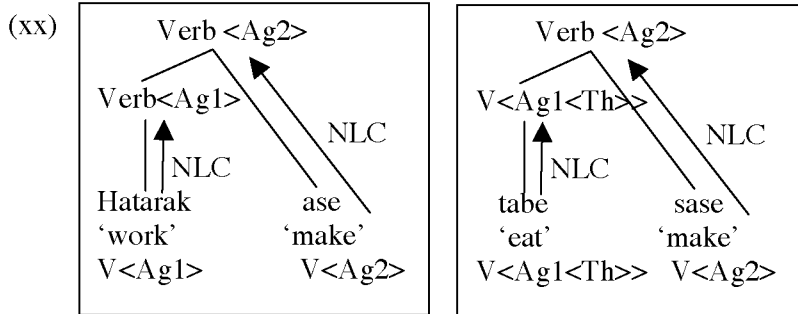 (xx)
Verb <Ag2>
Verb<Ag1>
NLC
NLC
Hatarak ase
‘work’ ‘make’
V<Ag1> V<Ag2>
Verb <Ag2>
V<Ag1<Th>>
NLC
NLC
tabe sase
‘eat’ ‘make’
V<Ag1<Th>> V<Ag2>